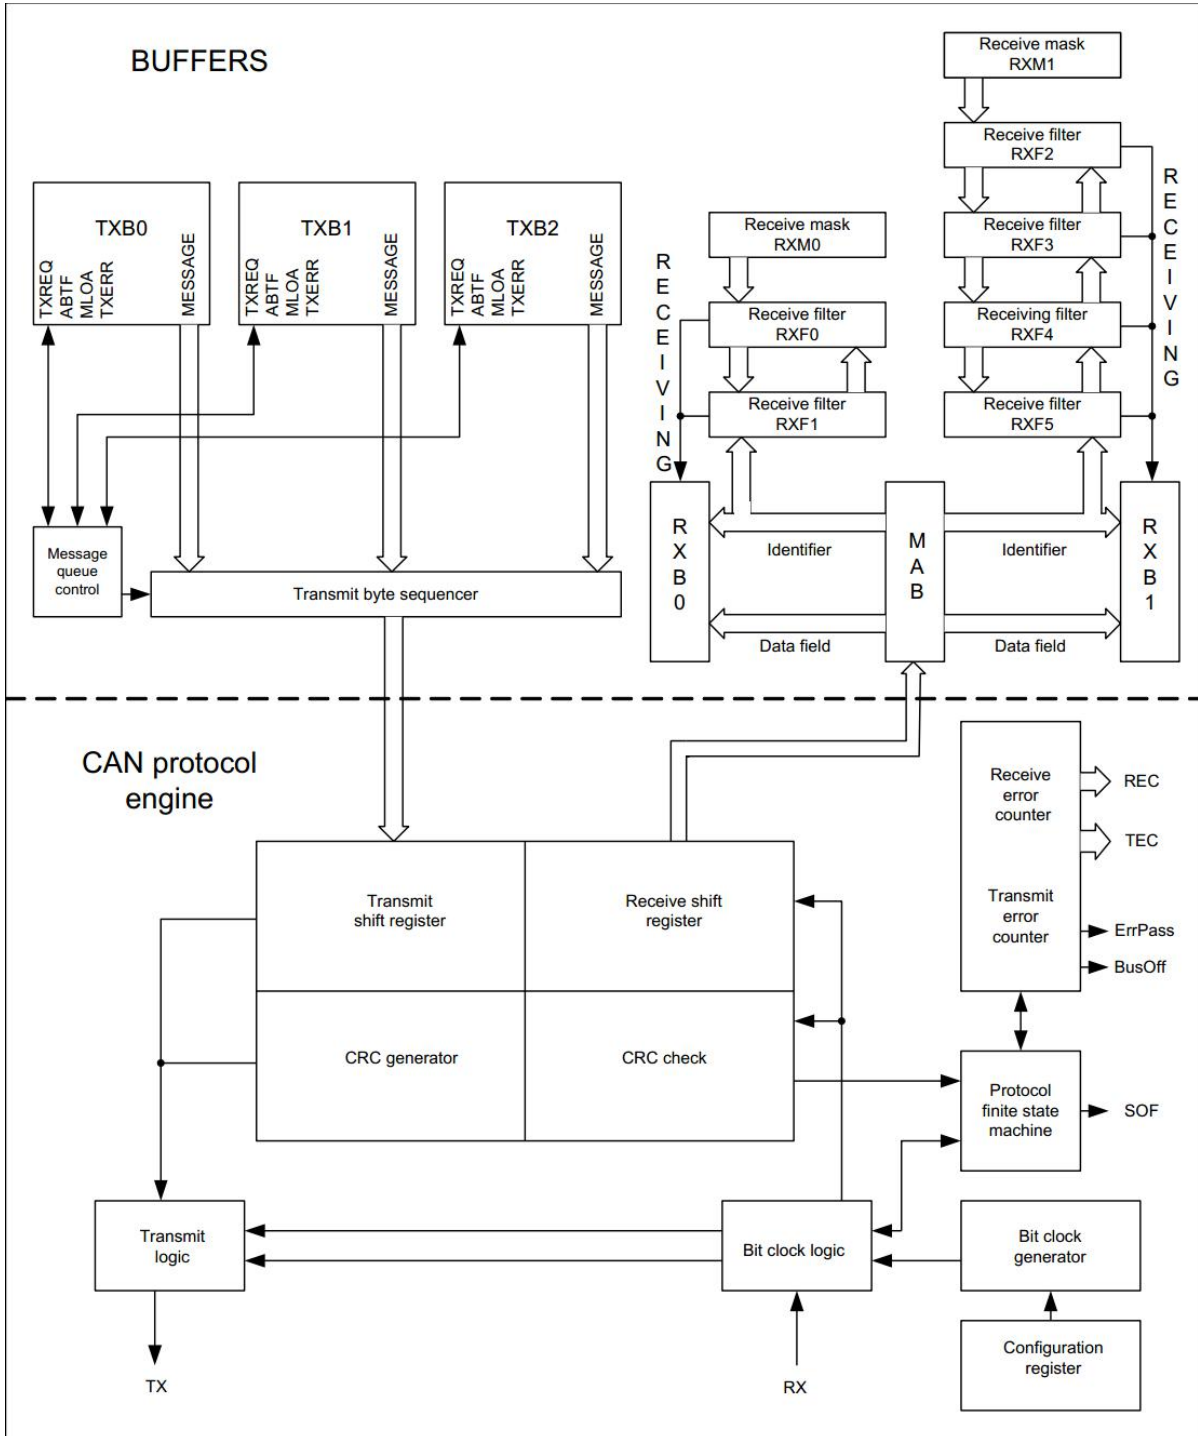 BUFFERS
Receive mask
RXM1
Receive filter
RXF2
Receive filter
RXF3
Receiving filter
RXF4
Receive filter
RXF5
RECEIVING
TXB0
TXREQ
ABTF
MLOA
TXERR
MESSAGE
TXB1
TXREQ
ABTF
MLOA
TXERR
MESSAGE
TXB2
TXREQ
ABTF
MLOA
TXERR
MESSAGE
Receive mask
RXM0
Receive filter
RXF0
Receive filter
RXF1
RECEIVING
Message
queue
control
Transmit byte sequencer
RXB0
Identifier
Data field
MAB
Identifier
Data field
RXB1
CAN protocol
engine
Receive
error
counter
Transmit
error
counter
REC
TEC
ErrPass
BusOff
Transmit
shift register
Receive shift
register
CRC generator
CRC check
Protocol
finite state
machine
SOF
Transmit
logic
Bit clock logic
Bit clock
generator
Configuration
register
TX
RX